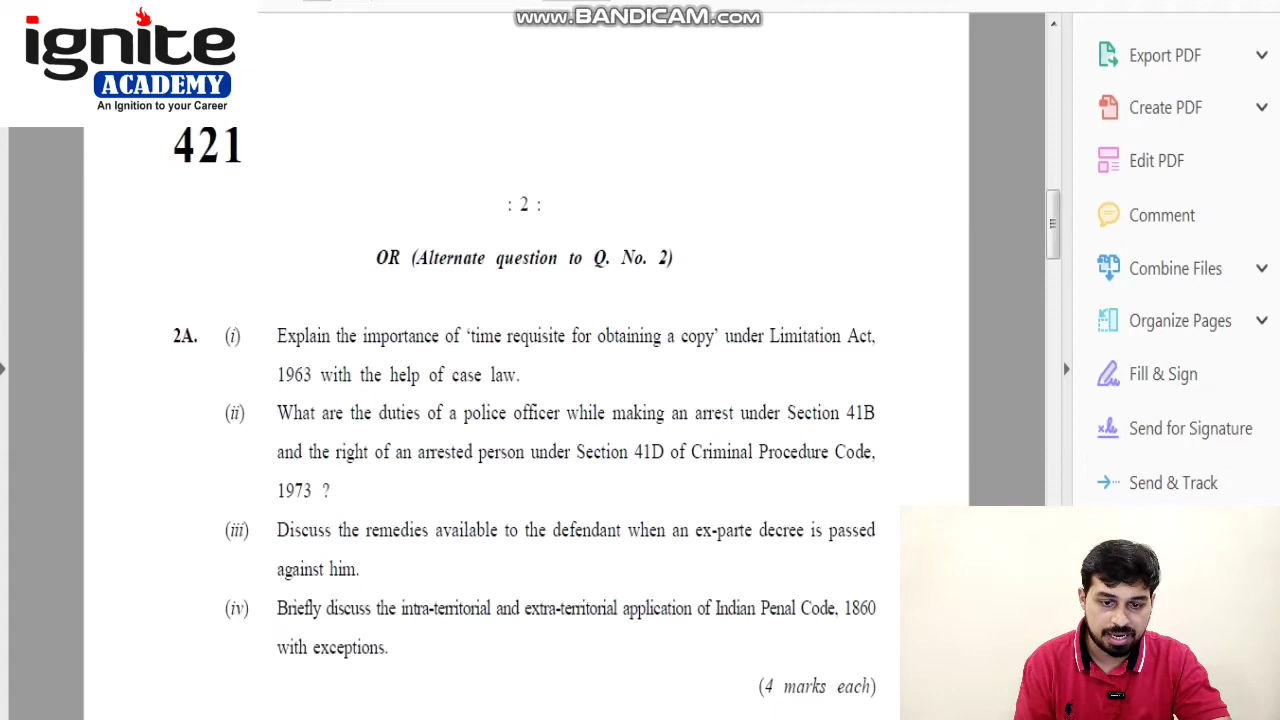 www.BANDICAM.com
ignite
ACADEMY
An Ignition to your Career
421
: 2 :
OR (Alternate question to Q. No. 2)
2A. (i) Explain the importance of ‘time requisite for obtaining a copy’ under Limitation Act,
1963 with the help of case law.
(ii) What are the duties of a police officer while making an arrest under Section 41B
and the right of an arrested person under Section 41D of Criminal Procedure Code,
1973 ?
(iii) Discuss the remedies available to the defendant when an ex-parte decree is passed
against him.
(iv) Briefly discuss the intra-territorial and extra-territorial application of Indian Penal Code, 1860
with exceptions.
(4 marks each)
Export PDF
Create PDF
Edit PDF
Comment
Combine Files
Organize Pages
Fill & Sign
Send for Signature
Send & Track